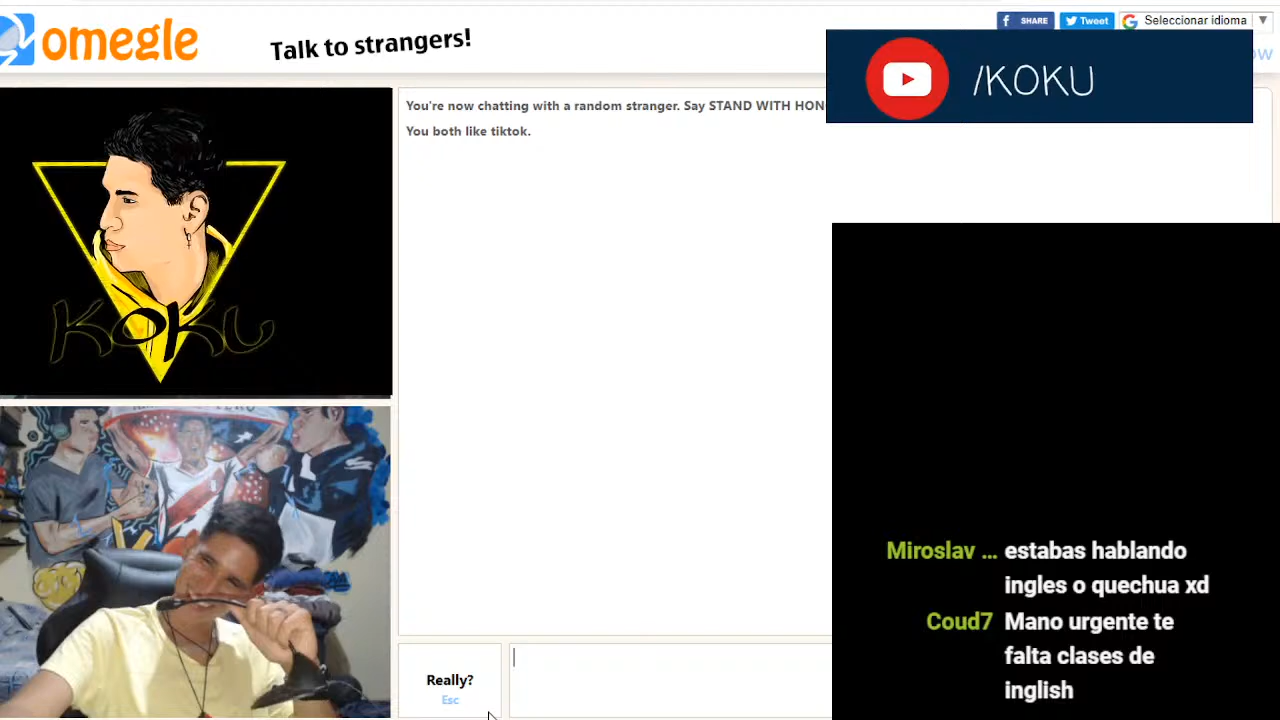 omegle
Talk to strangers!
SHARE
Tweet
Seleccionar idioma
/KOKU
You're now chatting with a random stranger. Say STAND WITH
You both like tiktok.
KOKU
Miroslav ... estabas hablando
ingles o quechua xd
Coud7 Mano urgente te
falta clases de
inglish
Really?
Esc